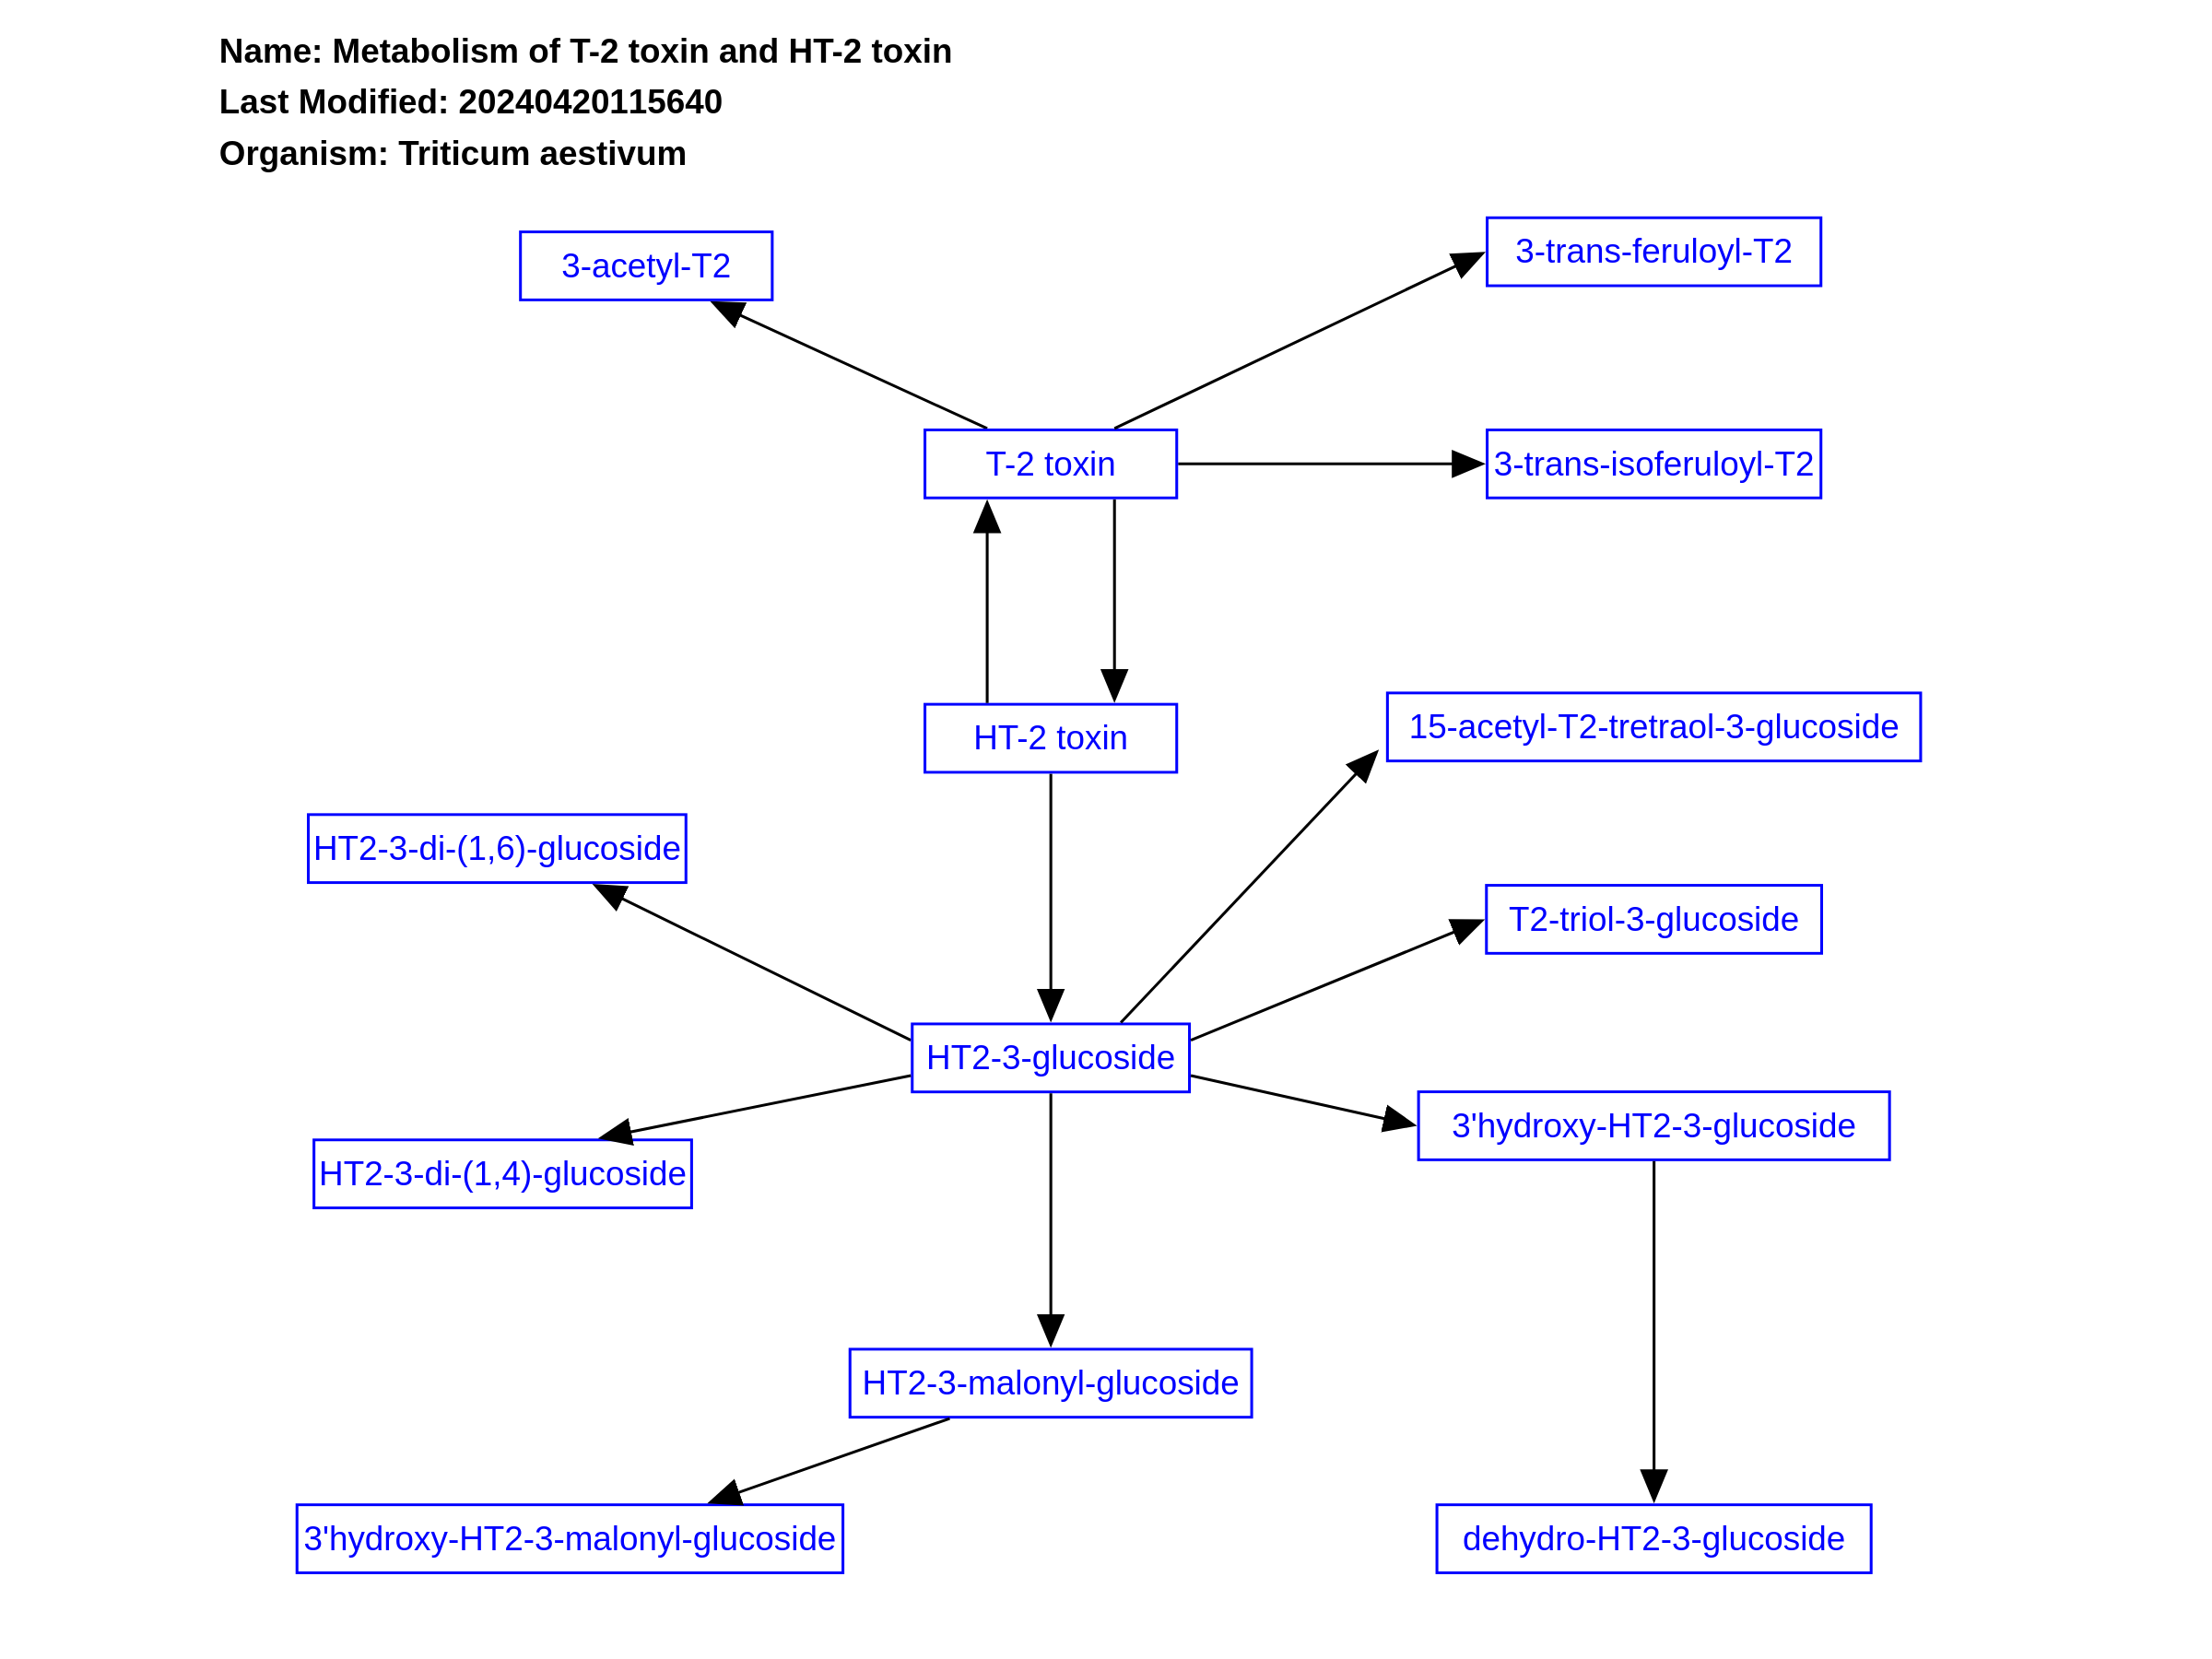 Name: Metabolism of T-2 toxin and HT-2 toxin
Last Modified: 20240420115640
Organism: Triticum aestivum
3-acetyl-T2
3-trans-feruloyl-T2
T-2 toxin
3-trans-isoferuloyl-T2
HT-2 toxin
15-acetyl-T2-tretraol-3-glucoside
HT2-3-di-(1,6)-glucoside
T2-triol-3-glucoside
HT2-3-glucoside
3'hydroxy-HT2-3-glucoside
HT2-3-di-(1,4)-glucoside
HT2-3-malonyl-glucoside
3'hydroxy-HT2-3-malonyl-glucoside
dehydro-HT2-3-glucoside